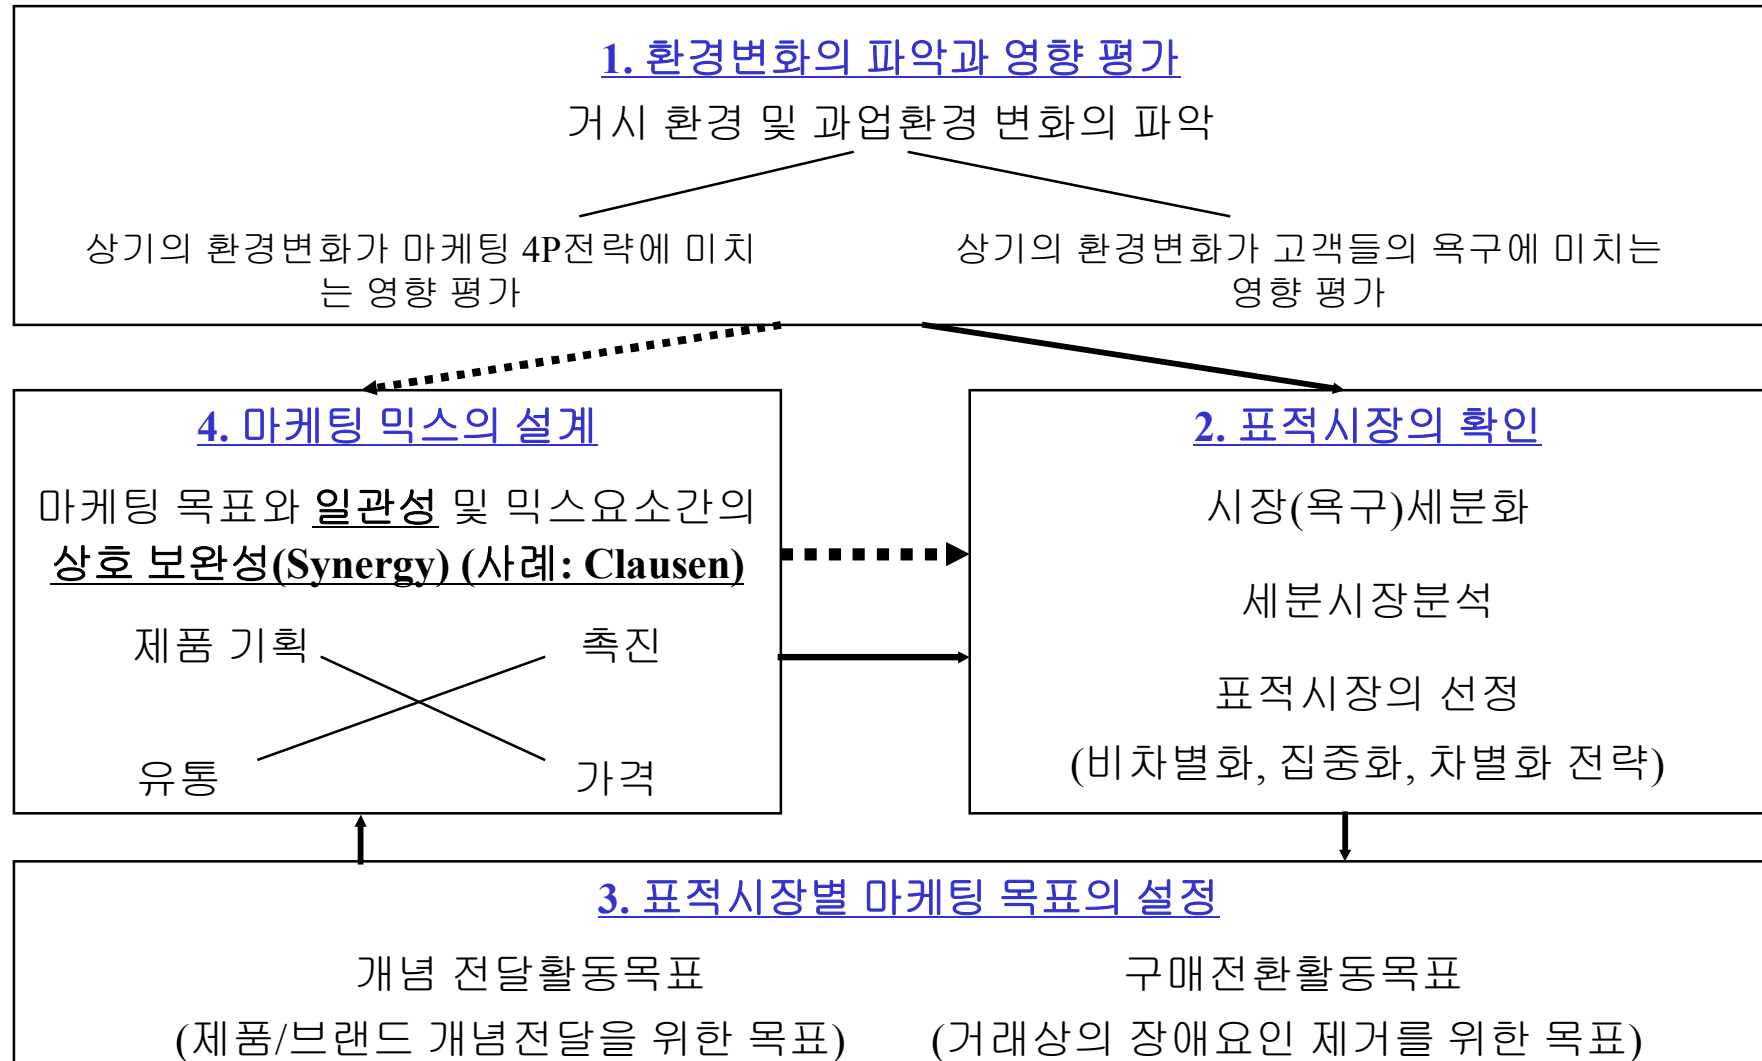 1. 환경변화의 파악과 영향 평가
거시 환경 및 과업환경 변화의 파악
상기의 환경변화가 마케팅 4P전략에 미치
는 영향 평가
상기의 환경변화가 고객들의 욕구에 미치는
영향 평가
4. 마케팅 믹스의 설계
마케팅 목표와 일관성 및 믹스요소간의
상호 보완성(Synergy) (사례: Clausen)
제품 기획
촉진
유통
가격
2. 표적시장의 확인
시장(욕구)세분화
세분시장분석
표적시장의 선정
(비차별화, 집중화, 차별화 전략)
3. 표적시장별 마케팅 목표의 설정
개념 전달활동목표
(제품/브랜드 개념전달을 위한 목표)
구매전환활동목표
(거래상의 장애요인 제거를 위한 목표)